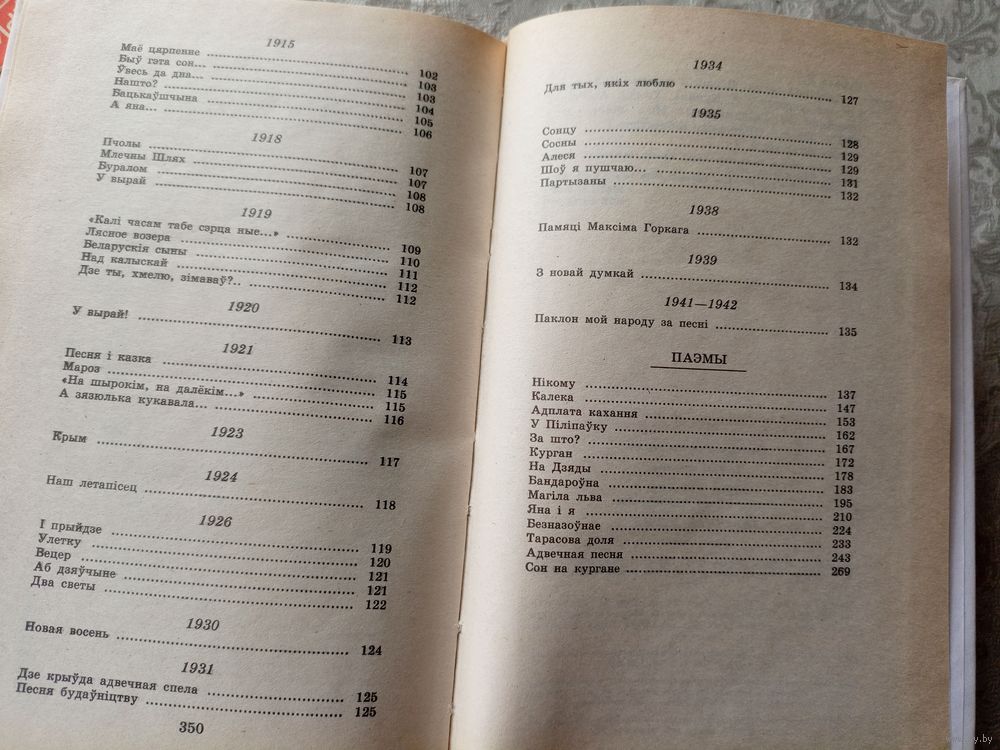 1915
Маё цярпенне 102
Быў гэта сон... 103
Ўвесь да дна... 103
Нашто? 104
Бацькаўшчына 105
А яна... 106
1918
Пчолы 107
Млечны Шлях 107
Буралом 108
У вырай 108
1919
«Калі часам табе сэрца ные...» 109
Лясное возера 110
Беларускія сыны 111
Над калыскай 112
Дзе ты, хмелю, зімаваў?.. 112
1920
У вырай! 113
1921
Песня і казка 114
Мароз 115
«На шырокім, на далёкім...» 115
А зязюлька кукавала... 116
1923
Крым 117
1924
Наш летапісец 118
1926
І прыйдзе 119
Улетку 120
Вецер 121
Аб дзяўчыне 121
Два светы 122
1930
Новая восень 124
1931
Дзе крыўда адвечная спела 125
Песня будаўніцтву 125
350
1934
Для тых, якіх люблю 127
1935
Сонцу 128
Сосны 129
Алеся 129
Шоў я пушчаю... 131
Партызаны 132
1938
Памяці Максіма Горкага 132
1939
З новай думкай 134
1941—1942
Паклон мой народу за песні 135
ПАЭМЫ
Нікому 137
Калека 147
Адплата кахання 153
У Піліпаўку 162
За што? 167
Курган 172
На Дзяды 178
Бандароўна 183
Магіла льва 195
Яна і я 210
Безназоўнае 224
Тарасова доля 233
Адвечная песня 243
Сон на кургане 269